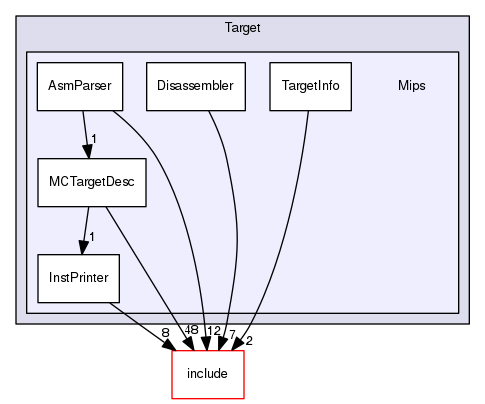 Target
AsmParser
Disassembler
TargetInfo
Mips
1
MCTargetDesc
1
InstPrinter
8
48
12
7
2
include